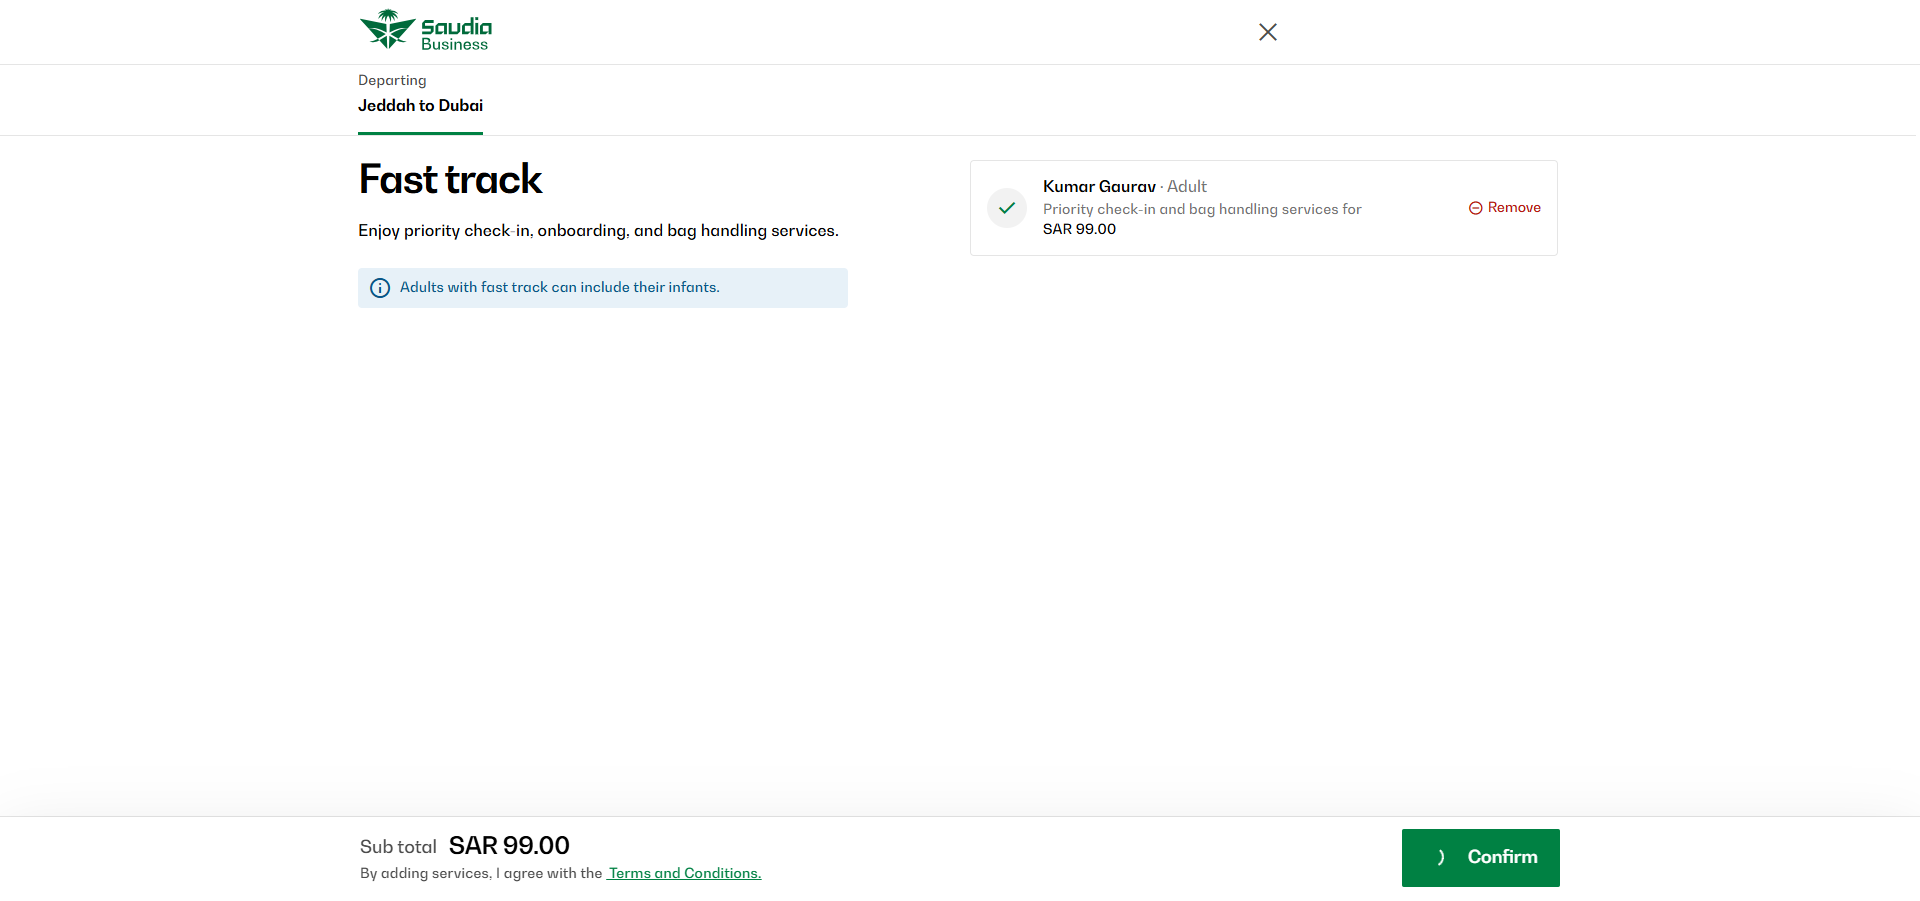 Saudia
Business
Departing
Jeddah to Dubai
Fast track
Enjoy priority check-in, onboarding, and bag handling services.
Adults with fast track can include their infants.
Kumar Gaurav · Adult
Priority check-in and bag handling services for
SAR 99.00
Remove
Sub total SAR 99.00
By adding services, I agree with the Terms and Conditions.
Confirm